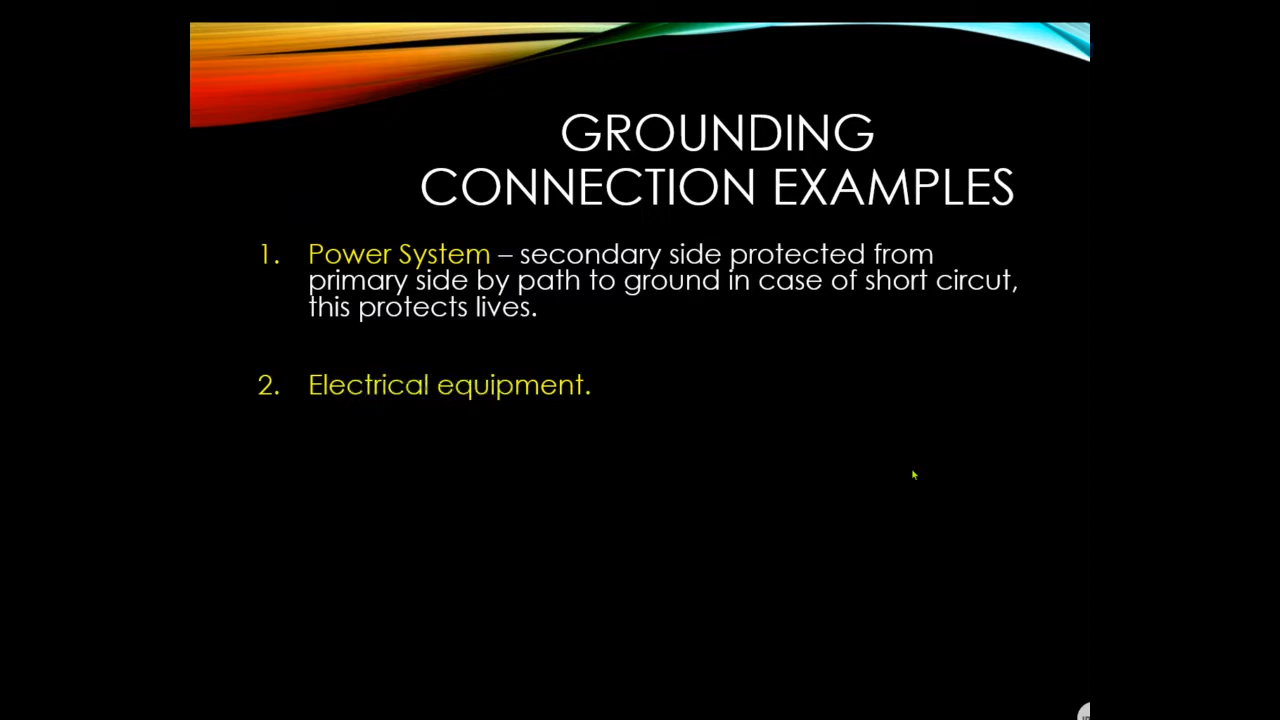 GROUNDING
CONNECTION EXAMPLES
1. Power System – secondary side protected from
primary side by path to ground in case of short circut,
this protects lives.
2. Electrical equipment.